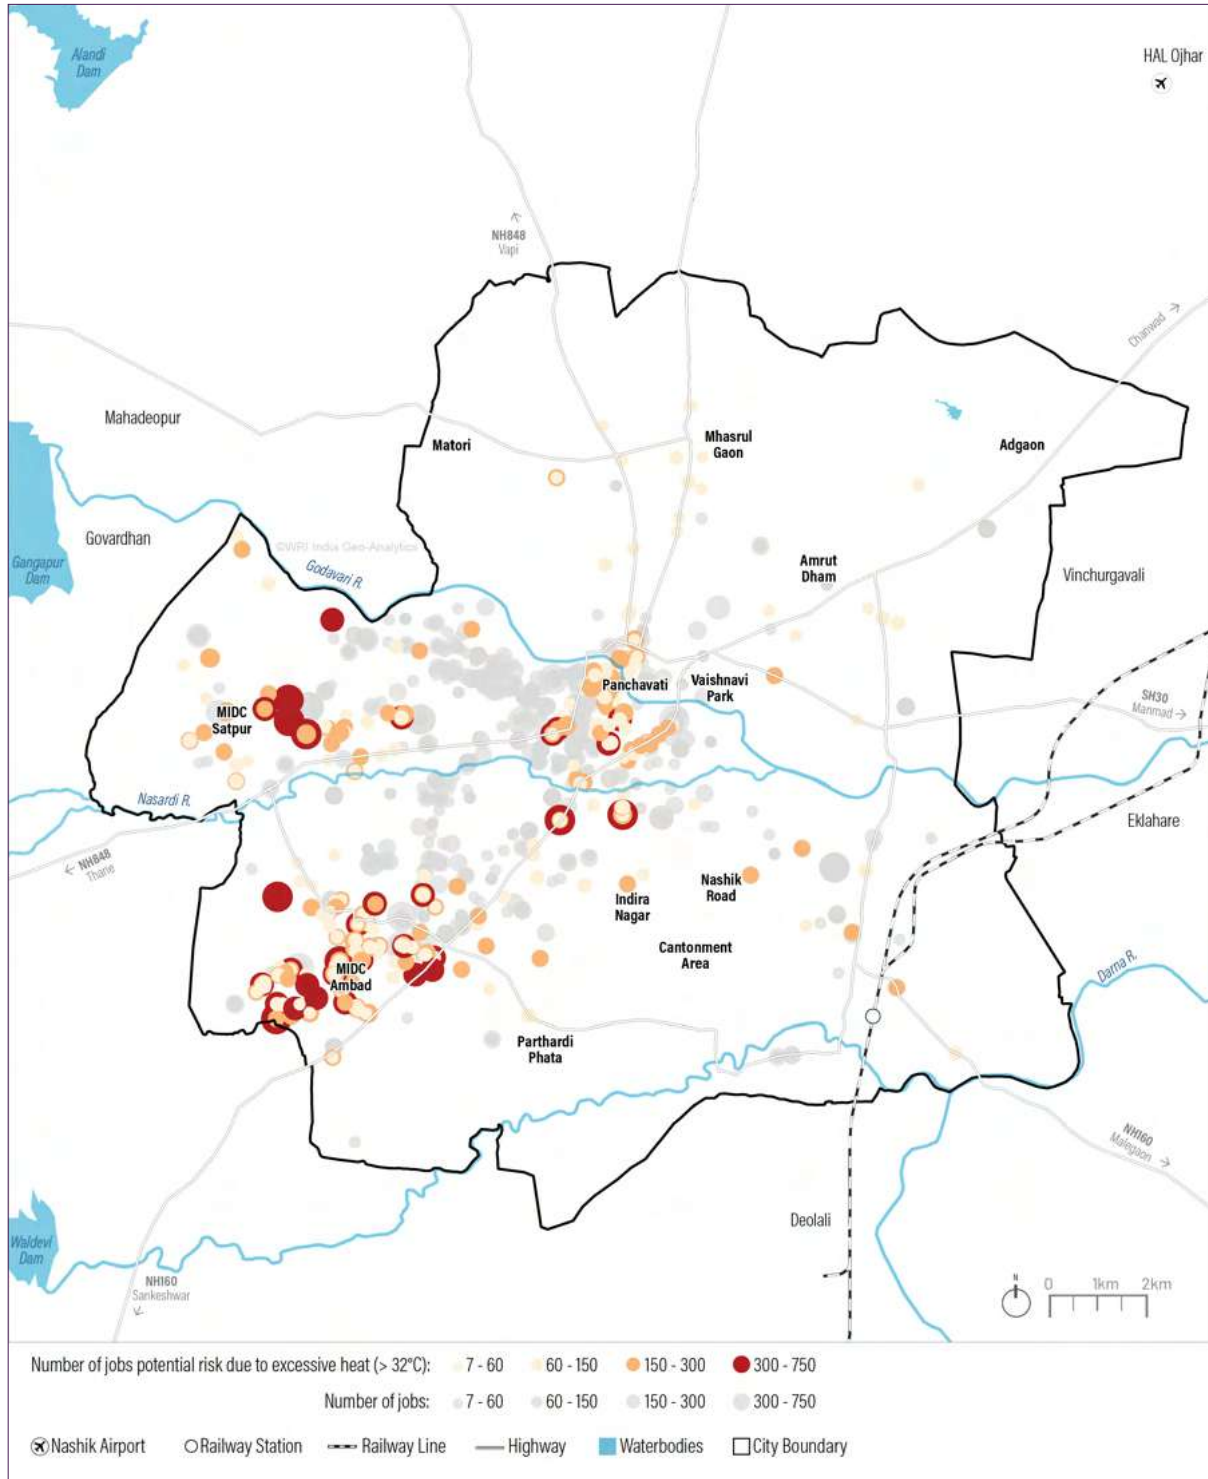 Alandi
Dam
HAL Ojhar
NH848
Vapi
Chanwad
Mahadeopur
Matori
Mhasrul
Gaon
Adgaon
Govardhan
©WRI India Geo-Analytics
Gangapur
Dam
Godavari R.
Amrut
Dham
Vinchurgavali
Panchavati
Vaishnavi
Park
SH30
Manmad
MIDC
Satpur
Nasardi R.
NH848
Thane
Eklahare
Indira
Nagar
Nashik
Road
Cantonment
Area
MIDC
Ambad
Darna R.
Parthardi
Phata
NH160
Malegaon
Deolali
Waldevi
Dam
NH160
Sankeshwar
N
0 1km 2km
Number of jobs potential risk due to excessive heat (> 32°C): 7 - 60 60 - 150 150 - 300 300 - 750
Number of jobs: 7 - 60 60 - 150 150 - 300 300 - 750
Nashik Airport Railway Station Railway Line Highway Waterbodies City Boundary